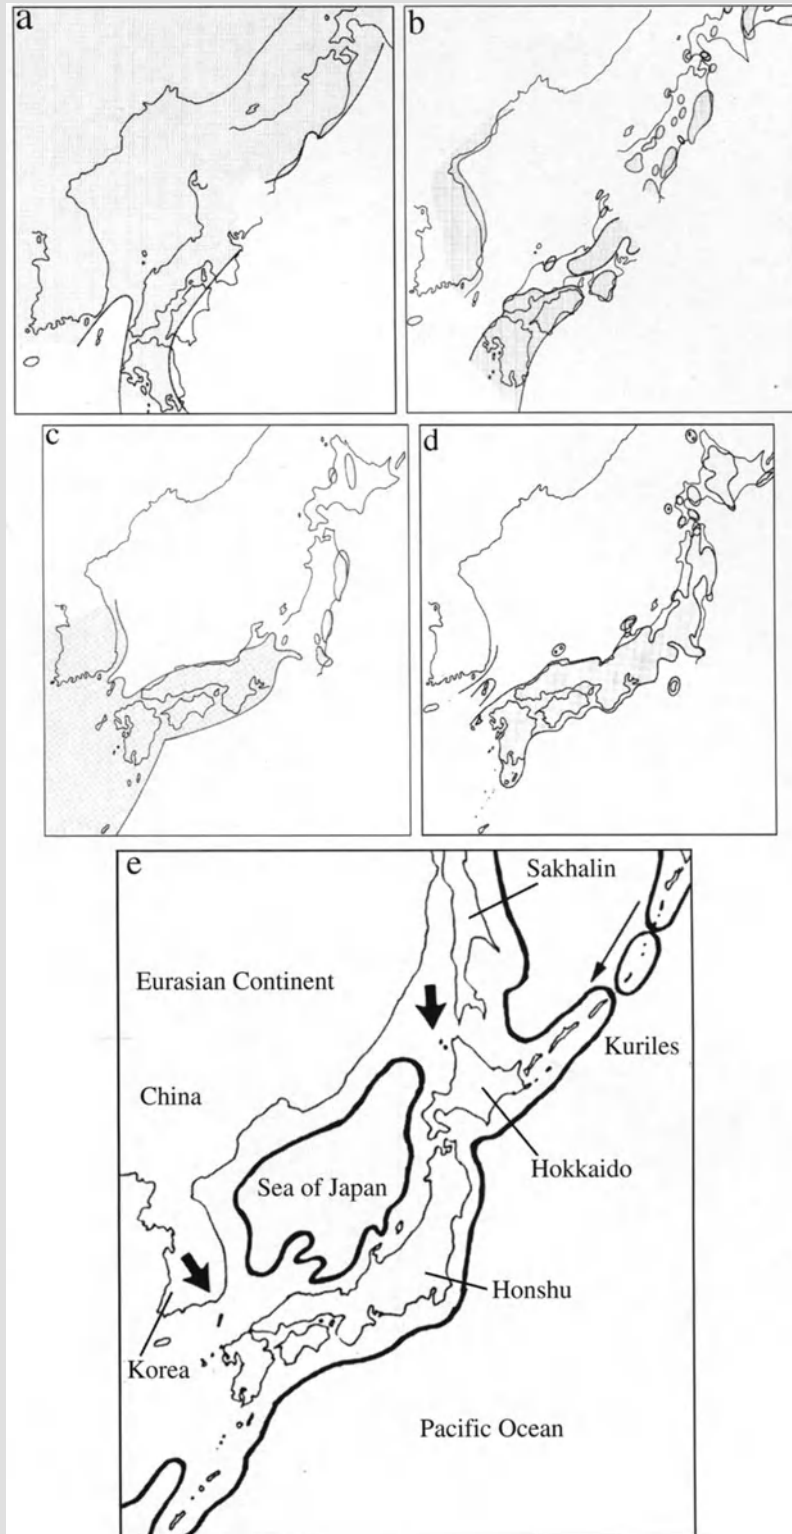 a
b
c
d
e
Sakhalin
Eurasian Continent
Kuriles
China
Hokkaido
Sea of Japan
Honshu
Korea
Pacific Ocean